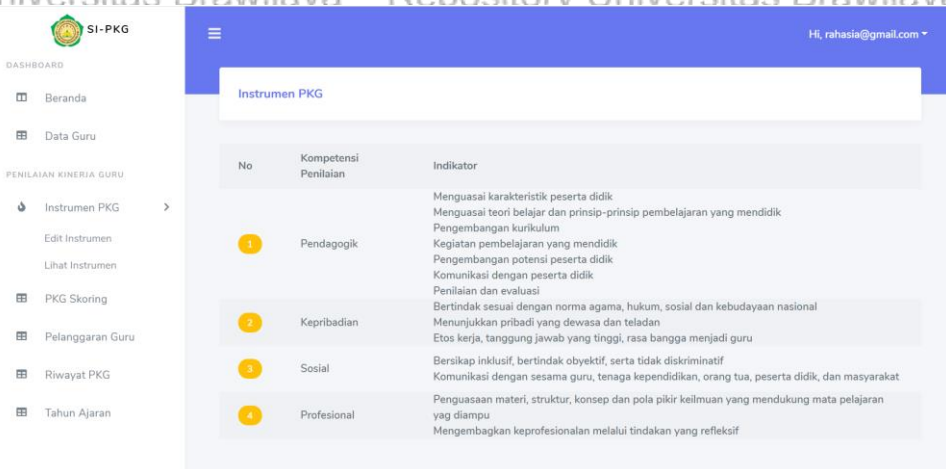 Universitas Brawijaya Repository Universitas Brawijaya
SI-PKG
Hi, rahasia@gmail.com
DASHBOARD
Beranda
Data Guru
PENILAIAN KINERJA GURU
Instrumen PKG
Edit Instrumen
Lihat Instrumen
PKG Skoring
Pelanggaran Guru
Riwayat PKG
Tahun Ajaran
Instrumen PKG
No
Kompetensi
Penilaian
Indikator
1
Pendagogik
Menguasai karakteristik peserta didik
Menguasai teori belajar dan prinsip-prinsip pembelajaran yang mendidik
Pengembangan kurikulum
Kegiatan pembelajaran yang mendidik
Pengembangan potensi peserta didik
Komunikasi dengan peserta didik
Penilaian dan evaluasi
2
Kepribadian
Bertindak sesuai dengan norma agama, hukum, sosial dan kebudayaan nasional
Menunjukkan pribadi yang dewasa dan teladan
Etos kerja, tanggung jawab yang tinggi, rasa bangga menjadi guru
3
Sosial
Bersikap inklusif, bertindak obyektif, serta tidak diskriminatif
Komunikasi dengan sesama guru, tenaga kependidikan, orang tua, peserta didik, dan masyarakat
4
Profesional
Penguasaan materi, struktur, konsep dan pola pikir keilmuan yang mendukung mata pelajaran
yag diampu
Mengembagkan keprofesionalan melalui tindakan yang refleksif